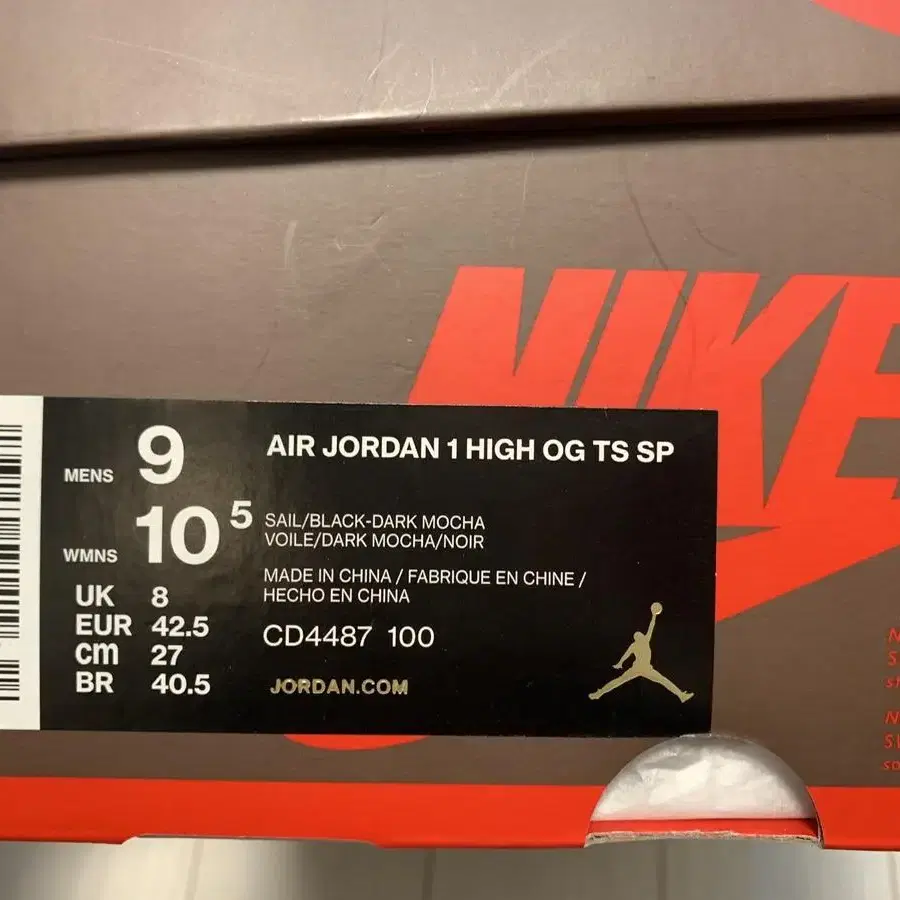 NIKE
MENS 9
WMNS 10 5
UK 8
EUR 42.5
cm 27
BR 40.5
AIR JORDAN 1 HIGH OG TS SP
SAIL/BLACK-DARK MOCHA
VOILE/DARK MOCHA/NOIR
MADE IN CHINA / FABRIQUE EN CHINE /
HECHO EN CHINA
CD4487 100
JORDAN.COM